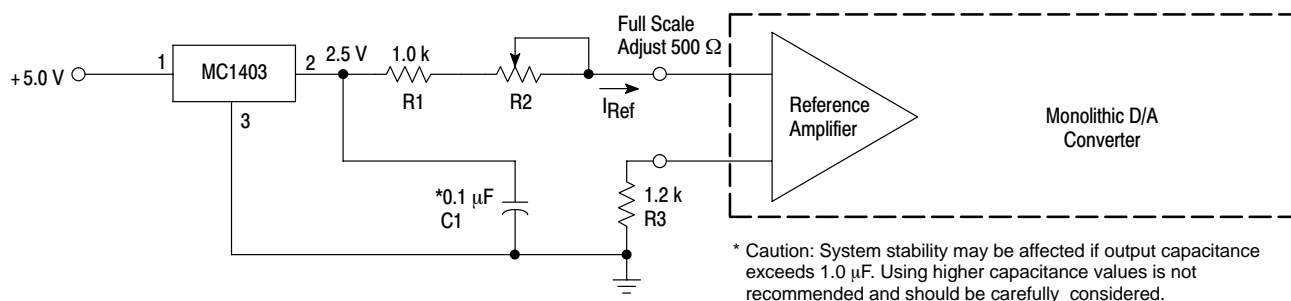 +5.0 V
1
MC1403
2
3
2.5 V
1.0 k
R1
R2
IRef
Full Scale
Adjust 500 Ω
*0.1 μF
C1
1.2 k
R3
Reference
Amplifier
Monolithic D/A
Converter
* Caution: System stability may be affected if output capacitance
exceeds 1.0 μF. Using higher capacitance values is not
recommended and should be carefully considered.